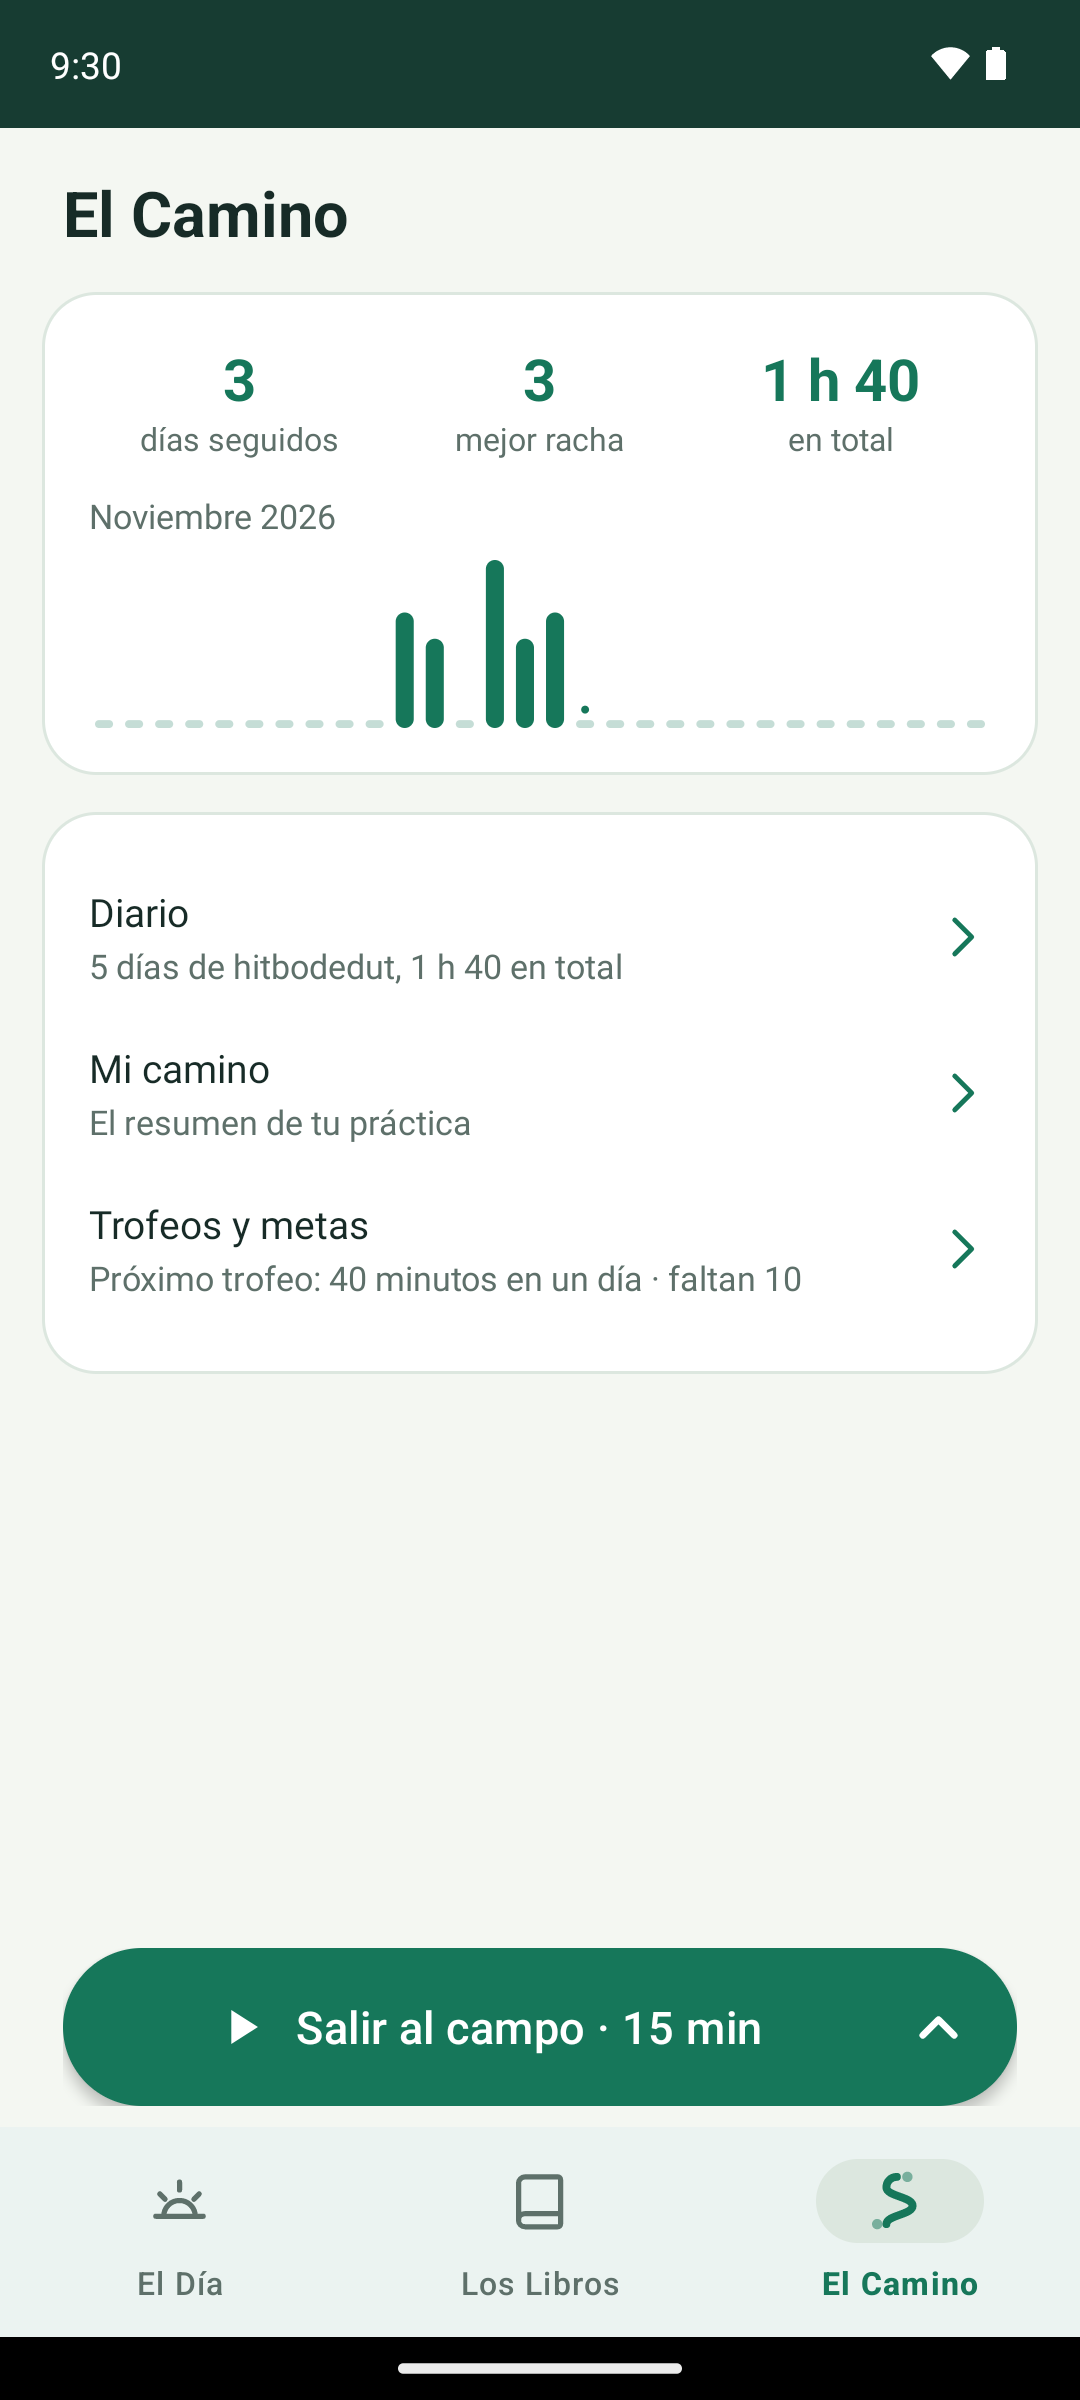 9:30
El Camino
3
días seguidos
3
mejor racha
1 h 40
en total
Noviembre 2026
Diario
5 días de hitbodedut, 1 h 40 en total
Mi camino
El resumen de tu práctica
Trofeos y metas
Próximo trofeo: 40 minutos en un día · faltan 10
Salir al campo · 15 min
El Día
Los Libros
El Camino